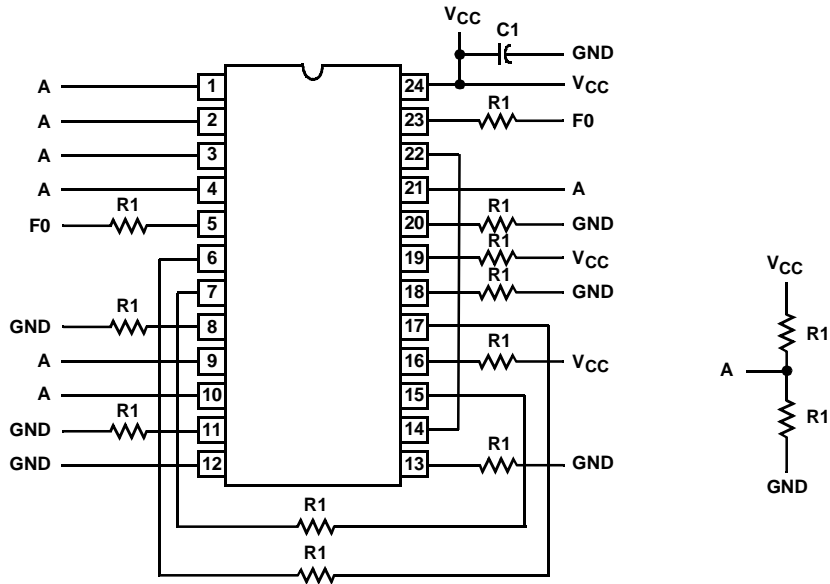 VCC
C1
GND
A 1 24 VCC
R1
A 2 23 F0
A 3 22
A 4 21 A
R1 R1
F0 5 20 GND
R1
6 19 VCC
R1
7 18 GND
R1
GND 8 17
R1
A 9 16 VCC
A 10 15
R1
GND 11 14
R1
GND 12 13 GND
R1
R1
VCC
R1
A
R1
GND